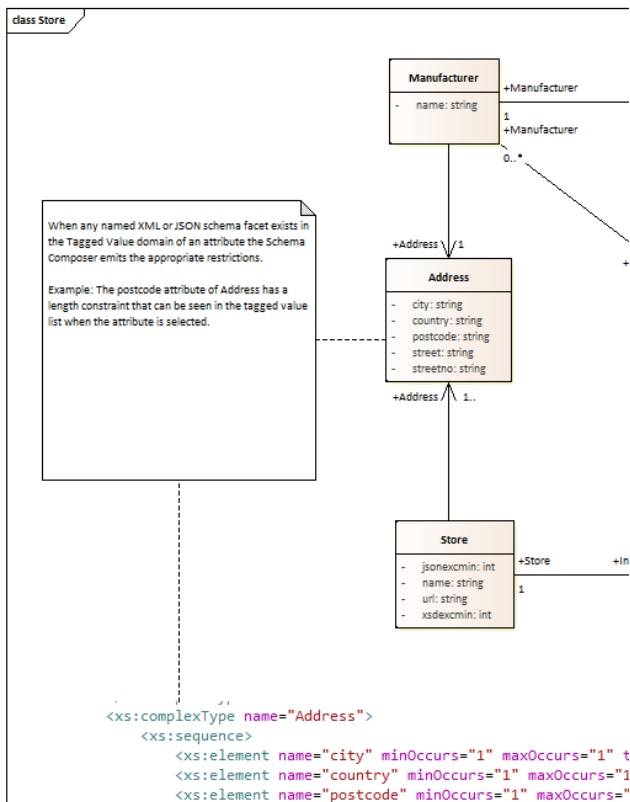 class Store
Manufacturer
- name: string
+Manufacturer
1
+Manufacturer
0..*
When any named XML or JSON schema facet exists in
the Tagged Value domain of an attribute the Schema
Composer emits the appropriate restrictions.
Example: The postcode attribute of Address has a
length constraint that can be seen in the tagged value
list when the attribute is selected.
+Address
1
Address
- city: string
- country: string
- postcode: string
- street: string
- streetno: string
+
+Address
1..
Store
- jsonexcmin: int
- name: string
- url: string
- xsdexcmin: int
+Store
1
+In
<xs:complexType name="Address">
<xs:sequence>
<xs:element name="city" minOccurs="1" maxOccurs="1" t
<xs:element name="country" minOccurs="1" maxOccurs="1
<xs:element name="postcode" minOccurs="1" maxOccurs="